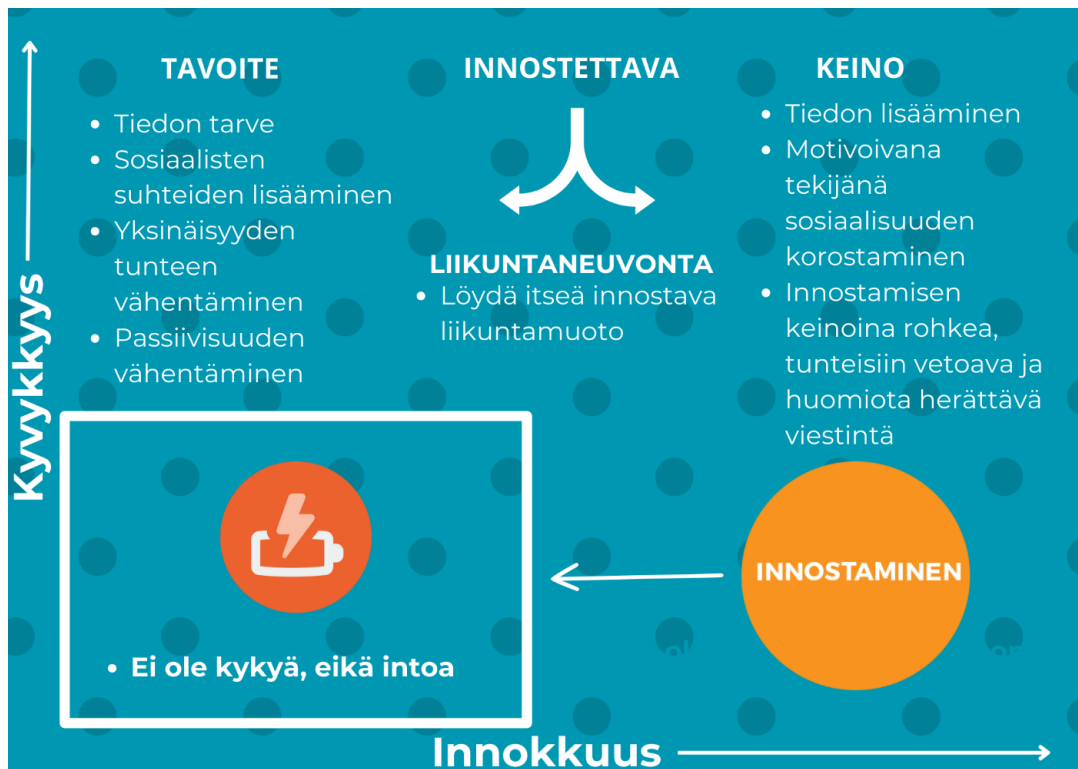 TAVOITE
• Tiedon tarve
• Sosiaalisten
suhteiden lisääminen
• Yksinäisyyden
tunteen
vähentäminen
• Passiivisuuden
vähentäminen
INNOSTETTAVA
LIIKUNTANEUVONTA
• Löydä itseä innostava
liikuntamuoto
KEINO
• Tiedon lisääminen
• Motivoivana
tekijänä
sosiaalisuuden
korostaminen
• Innostamisen
keinoina rohkea,
tunteisiin vetoava ja
huomiota herättävä
viestintä
Kyvykkyys
• Ei ole kykyä, eikä intoa
INNOSTAMINEN
Innokkuus